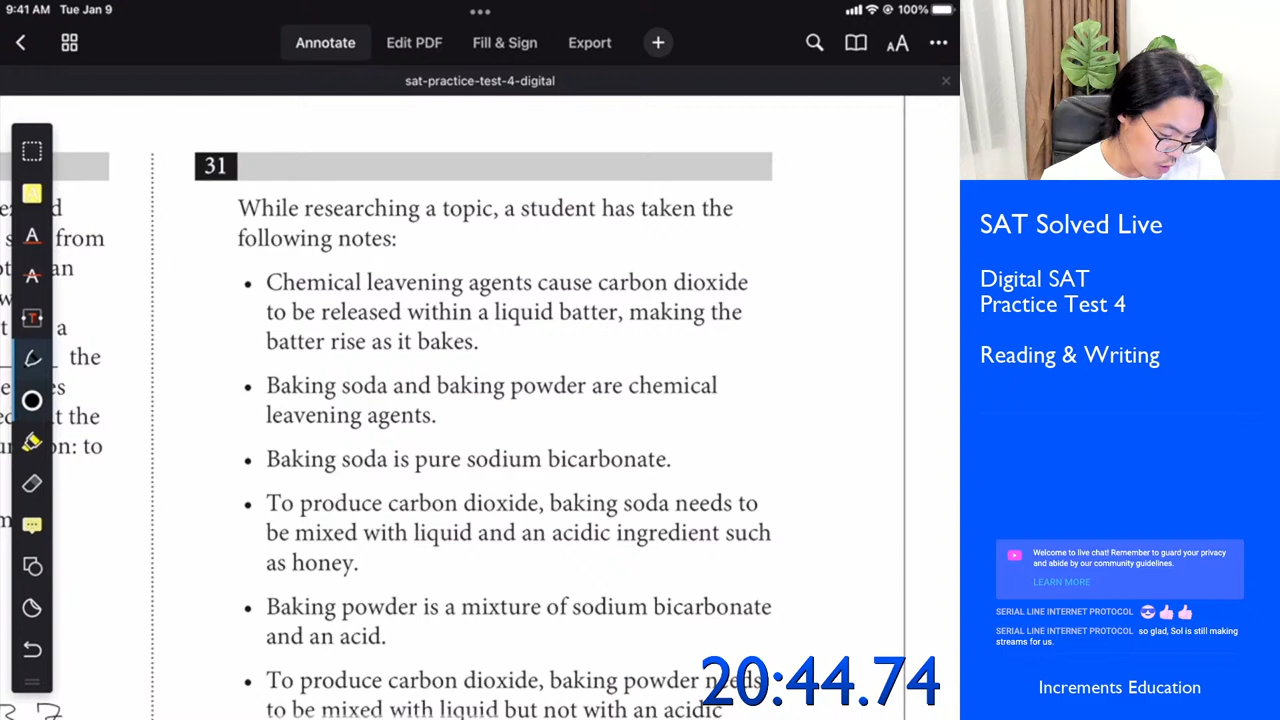 9:41 AM Tue Jan 9
100%
Annotate
Edit PDF
Fill & Sign
Export
sat-practice-test-4-digital
31
While researching a topic, a student has taken the
following notes:
• Chemical leavening agents cause carbon dioxide
to be released within a liquid batter, making the
batter rise as it bakes.
• Baking soda and baking powder are chemical
leavening agents.
• Baking soda is pure sodium bicarbonate.
• To produce carbon dioxide, baking soda needs to
be mixed with liquid and an acidic ingredient such
as honey.
• Baking powder is a mixture of sodium bicarbonate
and an acid.
• To produce carbon dioxide, baking powder needs
to be mixed with liquid but not with an acidic
from
an
a
the
t the
on: to
20:44.74
SAT Solved Live
Digital SAT
Practice Test 4
Reading & Writing
Welcome to live chat! Remember to guard your privacy
and abide by our community guidelines.
LEARN MORE
SERIAL LINE INTERNET PROTOCOL
SERIAL LINE INTERNET PROTOCOL so glad, Sol is still making
streams for us.
Increments Education